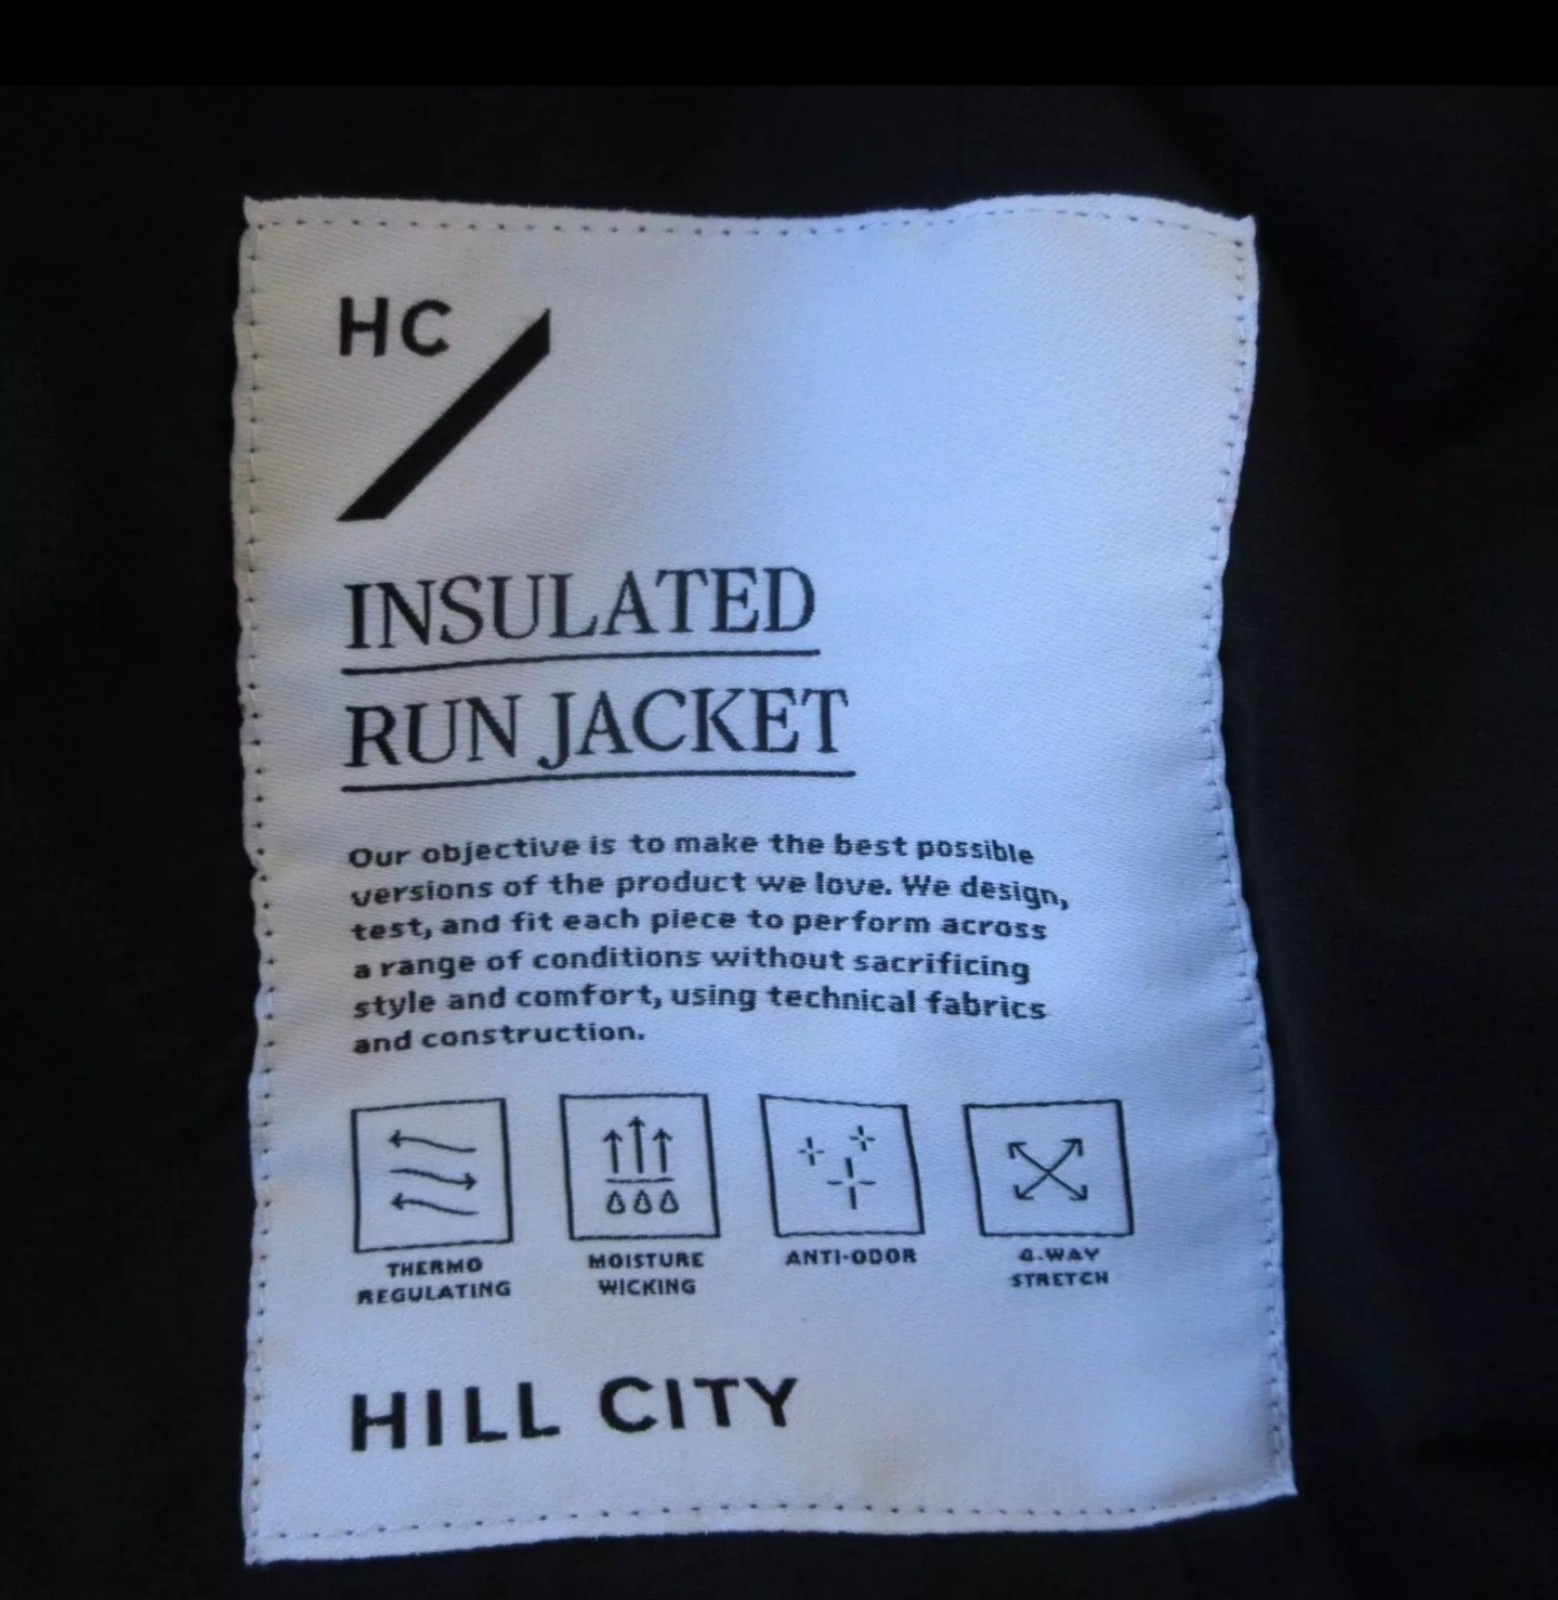 HC
INSULATED
RUN JACKET
Our objective is to make the best possible
versions of the product we love. We design,
test, and fit each piece to perform across
a range of conditions without sacrificing
style and comfort, using technical fabrics
and construction.
THERMO
REGULATING
MOISTURE
WICKING
ANTI-ODOR
4-WAY
STRETCH
HILL CITY